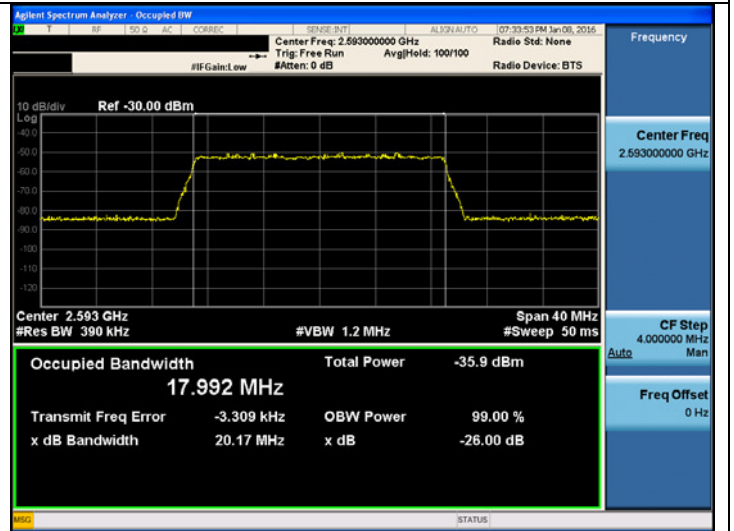 Agilent Spectrum Analyzer - Occupied BW
LXI T RF 50 Ω AC CORREC SENSE:INT ALIGNAUTO 07:33:53 PM Jan 08, 2016
Center Freq: 2.593000000 GHz Radio Std: None
Trig: Free Run Avg|Hold: 100/100
#IFGain:Low #Atten: 0 dB Radio Device: BTS
Frequency
10 dB/div Ref -30.00 dBm
Log
-40.0
-50.0
-60.0
-70.0
-80.0
-90.0
-100
-110
-120
Center 2.593 GHz Span 40 MHz
#Res BW 390 kHz #VBW 1.2 MHz #Sweep 50 ms
Center Freq
2.593000000 GHz
CF Step
4.000000 MHz
Auto Man
Freq Offset
0 Hz
Occupied Bandwidth Total Power -35.9 dBm
17.992 MHz
Transmit Freq Error -3.309 kHz OBW Power 99.00 %
x dB Bandwidth 20.17 MHz x dB -26.00 dB
MSG STATUS